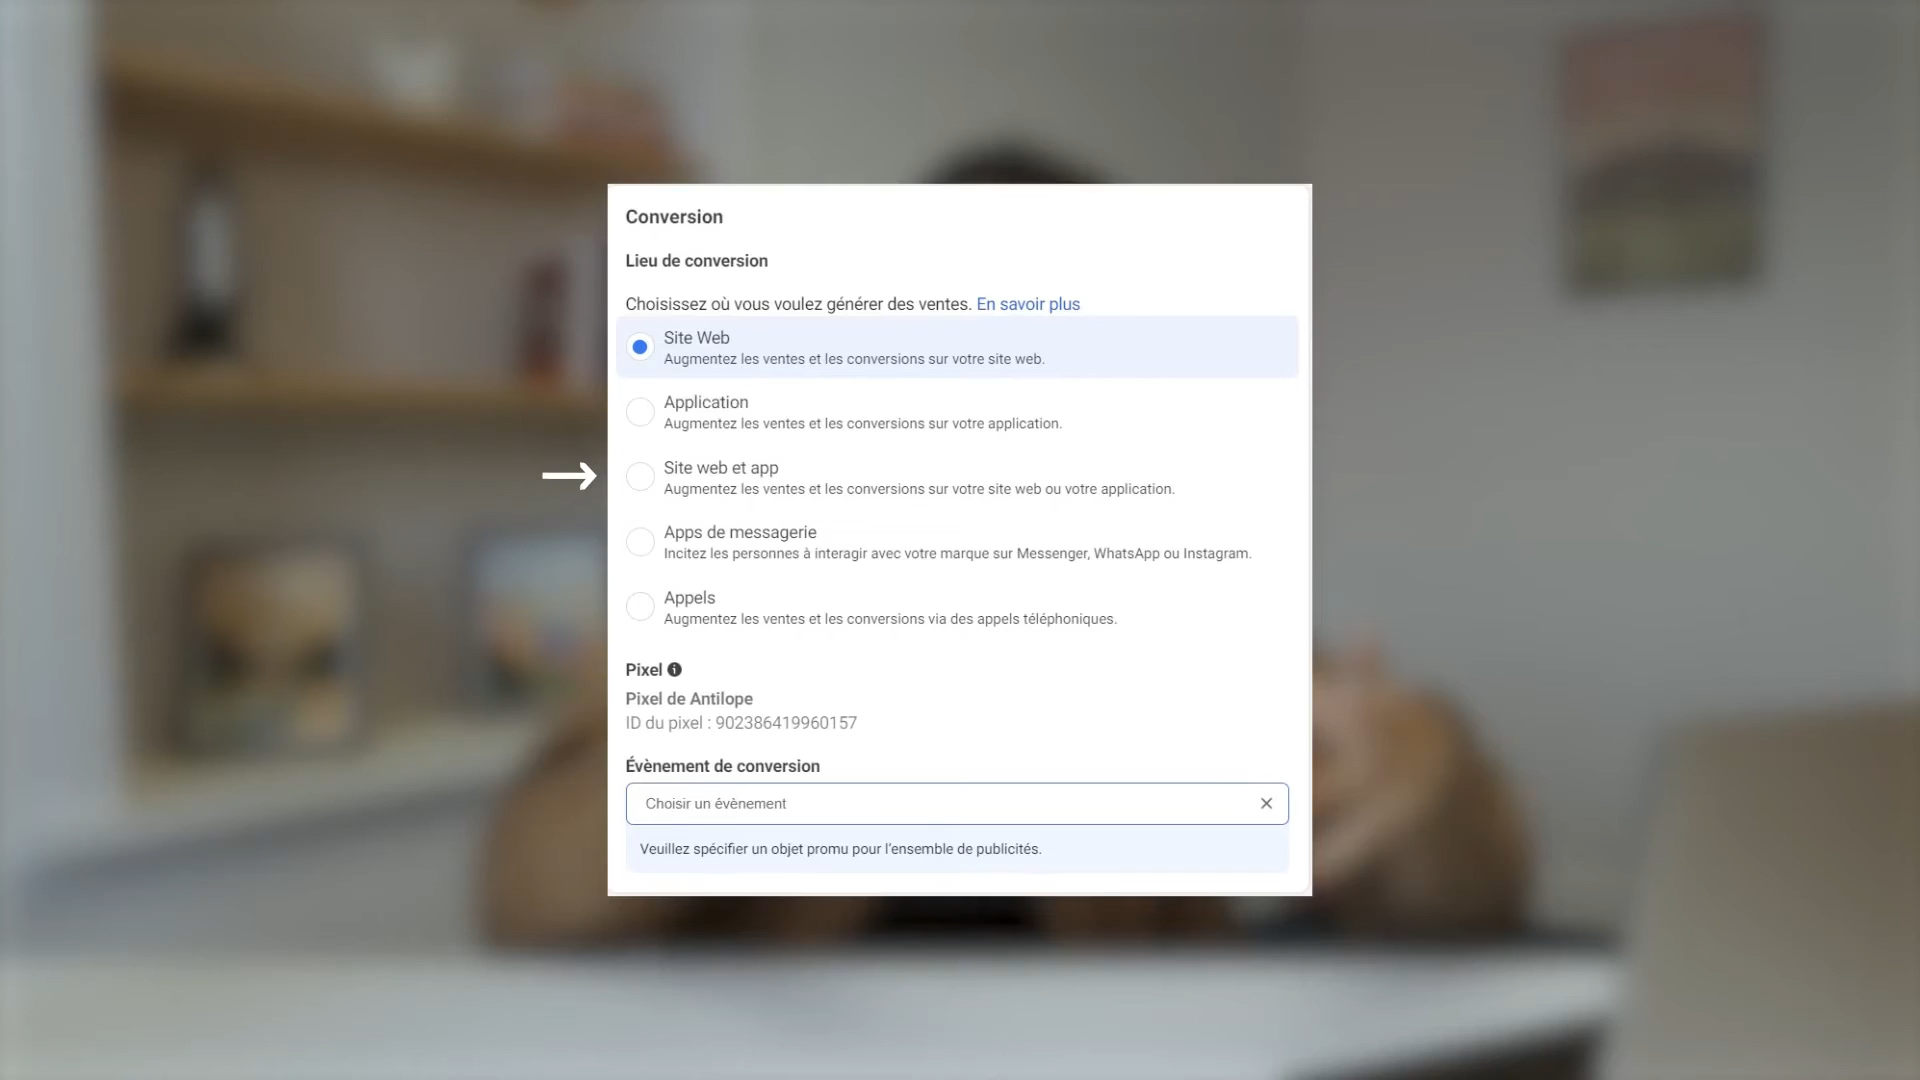 Conversion
Lieu de conversion
Choisissez où vous voulez générer des ventes. En savoir plus
Site Web
Augmentez les ventes et les conversions sur votre site web.
Application
Augmentez les ventes et les conversions sur votre application.
Site web et app
Augmentez les ventes et les conversions sur votre site web ou votre application.
Apps de messagerie
Incitez les personnes à interagir avec votre marque sur Messenger, WhatsApp ou Instagram.
Appels
Augmentez les ventes et les conversions via des appels téléphoniques.
Pixel
Pixel de Antilope
ID du pixel : 902386419960157
Évènement de conversion
Choisir un évènement
Veuillez spécifier un objet promu pour l'ensemble de publicités.